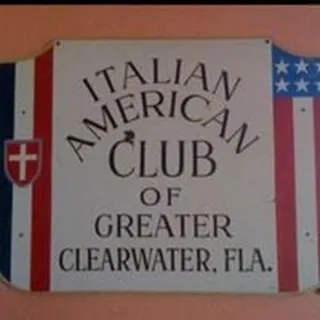 ITALIAN
AMERICAN
CLUB
OF
GREATER
CLEARWATER, FLA.